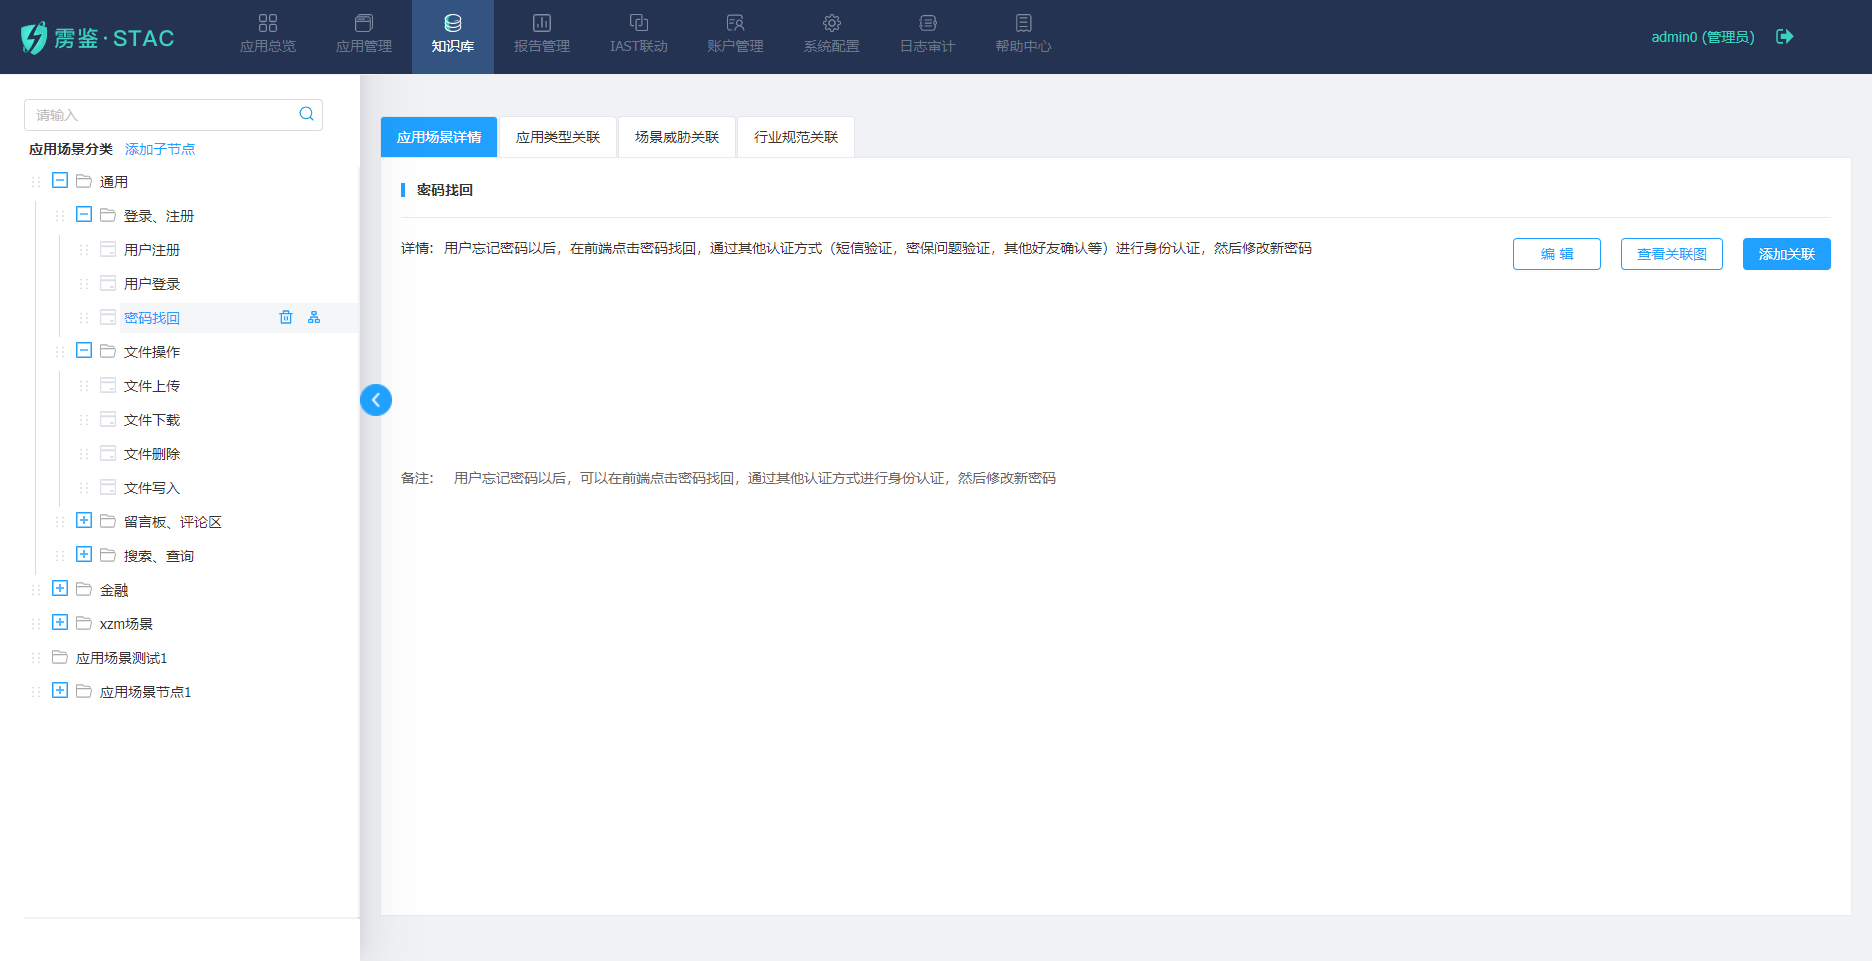 雳鉴·STAC
应用总览
应用管理
知识库
报告管理
IAST联动
账户管理
系统配置
日志审计
帮助中心
admin0 (管理员)
请输入
应用场景分类 添加子节点
通用
登录、注册
用户注册
用户登录
密码找回
文件操作
文件上传
文件下载
文件删除
文件写入
留言板、评论区
搜索、查询
金融
xzm场景
应用场景测试1
应用场景节点1
应用场景详情
应用类型关联
场景威胁关联
行业规范关联
密码找回
详情: 用户忘记密码以后，在前端点击密码找回，通过其他认证方式（短信验证，密保问题验证，其他好友确认等）进行身份认证，然后修改新密码
编 辑
查看关联图
添加关联
备注: 用户忘记密码以后，可以在前端点击密码找回，通过其他认证方式进行身份认证，然后修改新密码